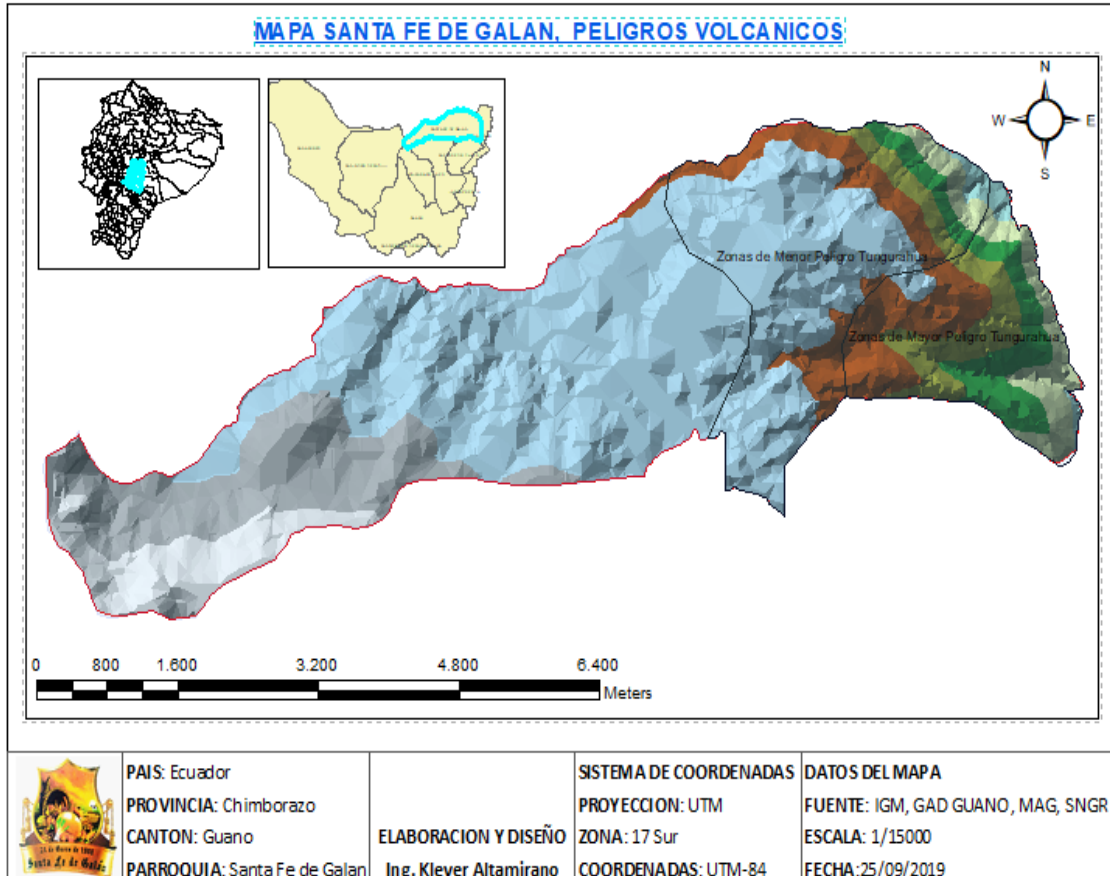 MAPA SANTA FE DE GALAN, PELIGROS VOLCANICOS
N
W
E
S
Zonas de Menor Peligro Tungurahua
Zonas de Mayor Peligro Tungurahua
0 800 1.600 3.200 4.800 6.400
Meters
PAIS: Ecuador
PROVINCIA: Chimborazo
CANTON: Guano
PARROQUIA: Santa Fe de Galan
ELABORACION Y DISEÑO
Ing. Klever Altamirano
SISTEMA DE COORDENADAS
PROYECCION: UTM
ZONA: 17 Sur
COORDENADAS: UTM-84
DATOS DEL MAPA
FUENTE: IGM, GAD GUANO, MAG, SNGR
ESCALA: 1/15000
FECHA:25/09/2019
Santa Fe de Galán